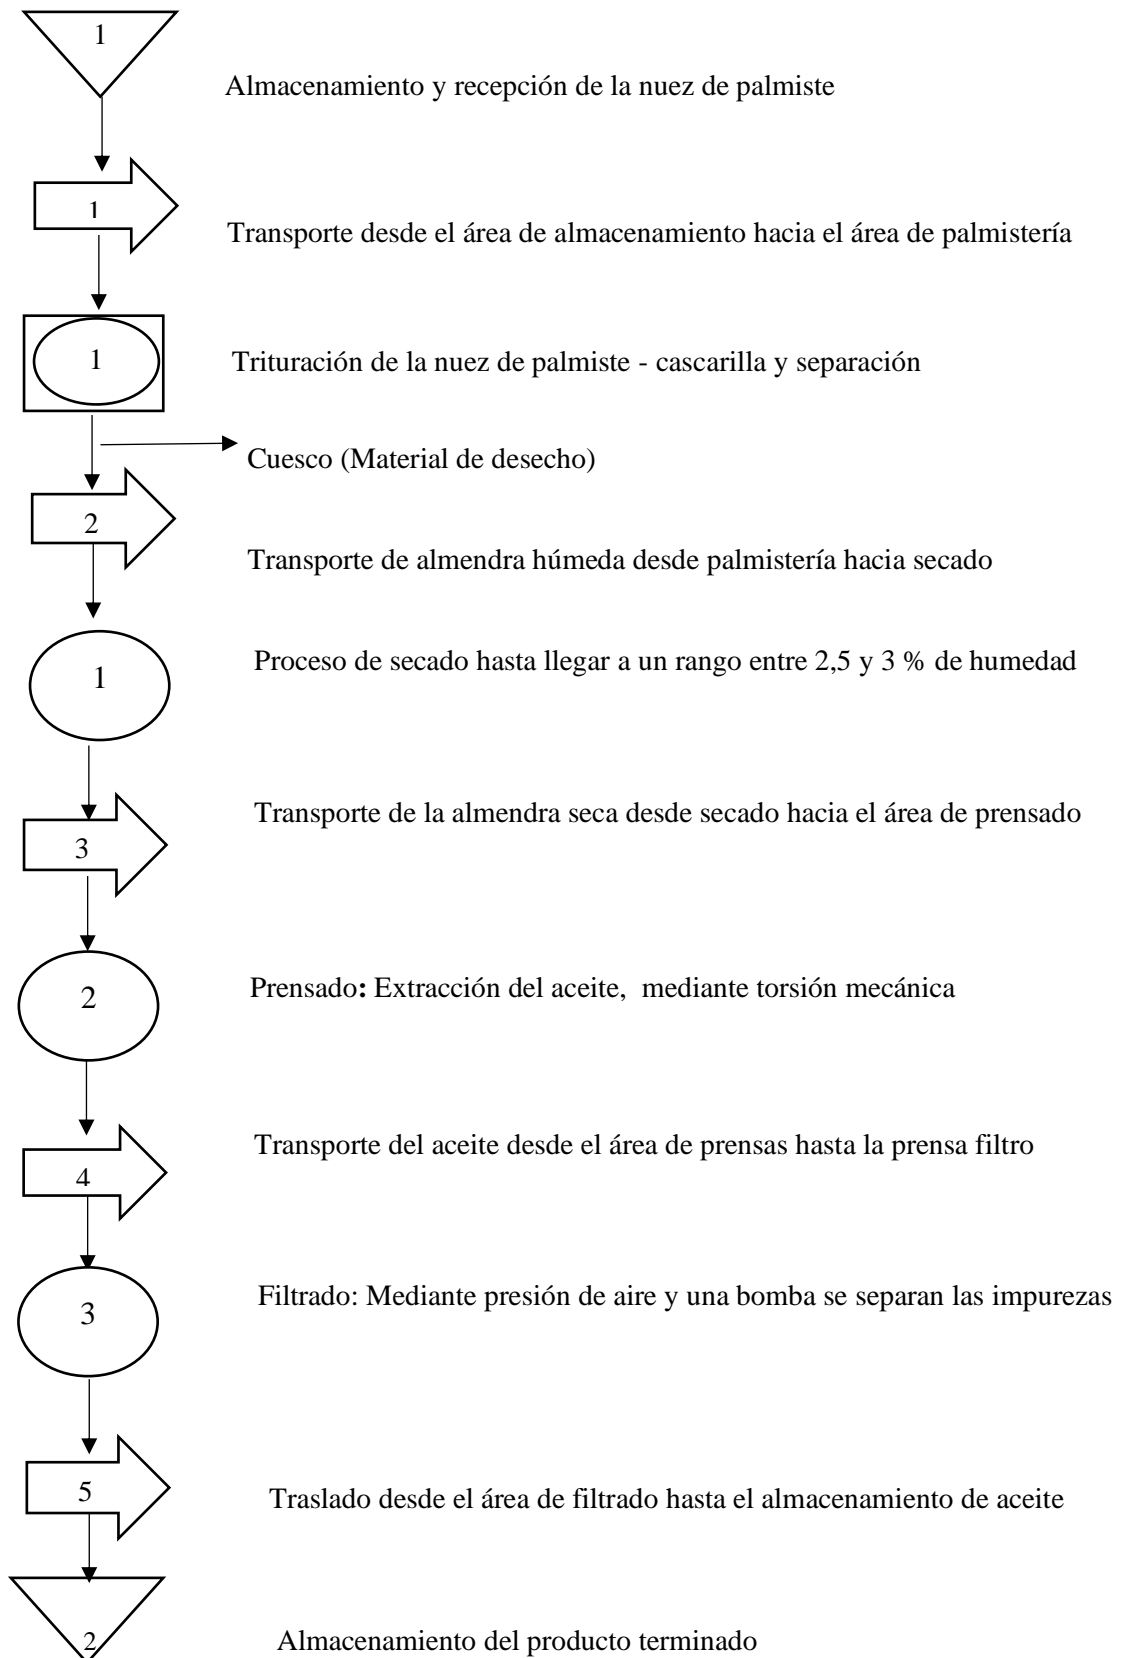 1
Almacenamiento y recepción de la nuez de palmiste
1
Transporte desde el área de almacenamiento hacia el área de palmistería
1
Trituración de la nuez de palmiste - cascarilla y separación
Cuesco (Material de desecho)
2
Transporte de almendra húmeda desde palmistería hacia secado
1
Proceso de secado hasta llegar a un rango entre 2,5 y 3 % de humedad
3
Transporte de la almendra seca desde secado hacia el área de prensado
2
Prensado: Extracción del aceite, mediante torsión mecánica
4
Transporte del aceite desde el área de prensas hasta la prensa filtro
3
Filtrado: Mediante presión de aire y una bomba se separan las impurezas
5
Traslado desde el área de filtrado hasta el almacenamiento de aceite
2
Almacenamiento del producto terminado